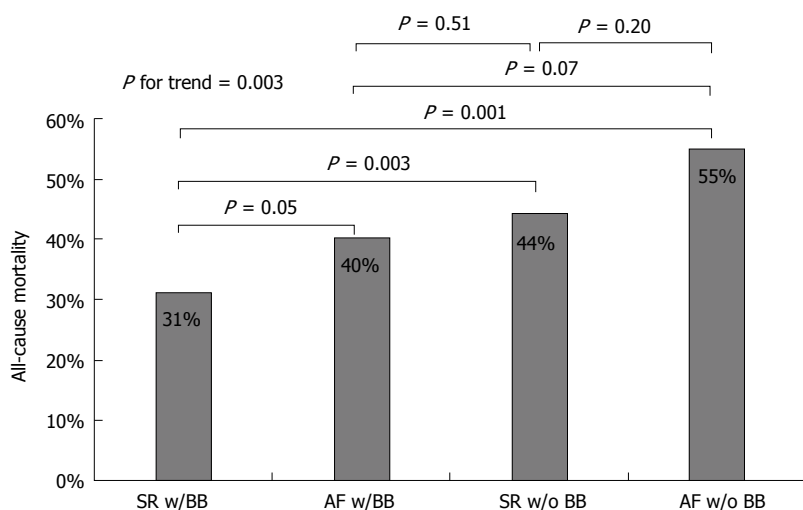 P = 0.51
P = 0.20
P for trend = 0.003
P = 0.07
P = 0.001
P = 0.003
P = 0.05
60%
50%
40%
30%
20%
10%
0%
All-cause mortality
31%
40%
44%
55%
SR w/BB
AF w/BB
SR w/o BB
AF w/o BB